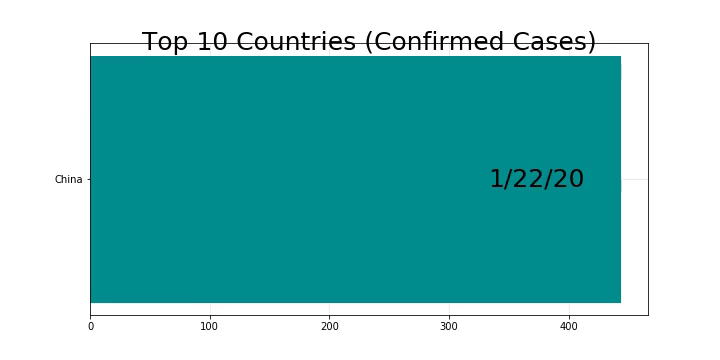 Top 10 Countries (Confirmed Cases)
China
1/22/20
0 100 200 300 400